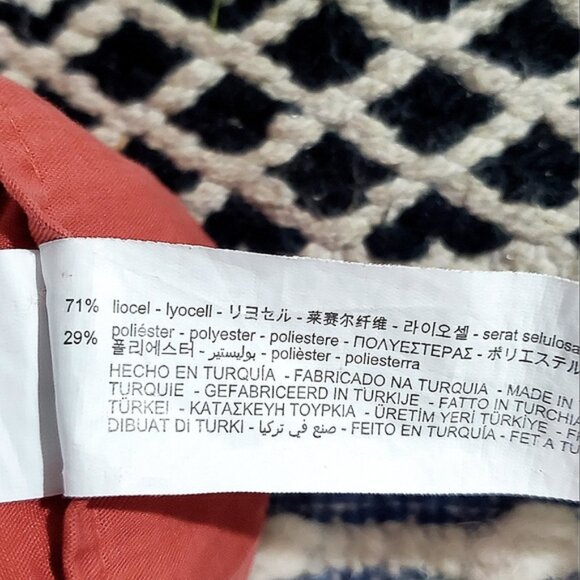 71% liocel - lyocell - リヨセル - 莱赛尔纤维 - 라이오셀 - serat selulosa
29% poliéster - polyester - poliestere - ΠΟΛΥΕΣΤΕΡΑΣ - ポリエステル
폴리에스터 - بوليستير - polièster - poliesterra
HECHO EN TURQUÍA - FABRICADO NA TURQUIA - MADE IN
TURQUIE - GEFABRICEERD IN TURKIJE - FATTO IN TURCHIA
TÜRKEI - ΚΑΤΑΣΚΕΥΗ ΤΟΥΡΚΙΑ - ÜRETİM YERİ TÜRKİYE -
DIBUAT Di TURKI - صنع في تركيا - FEITO EN TURQUÍA - FET A